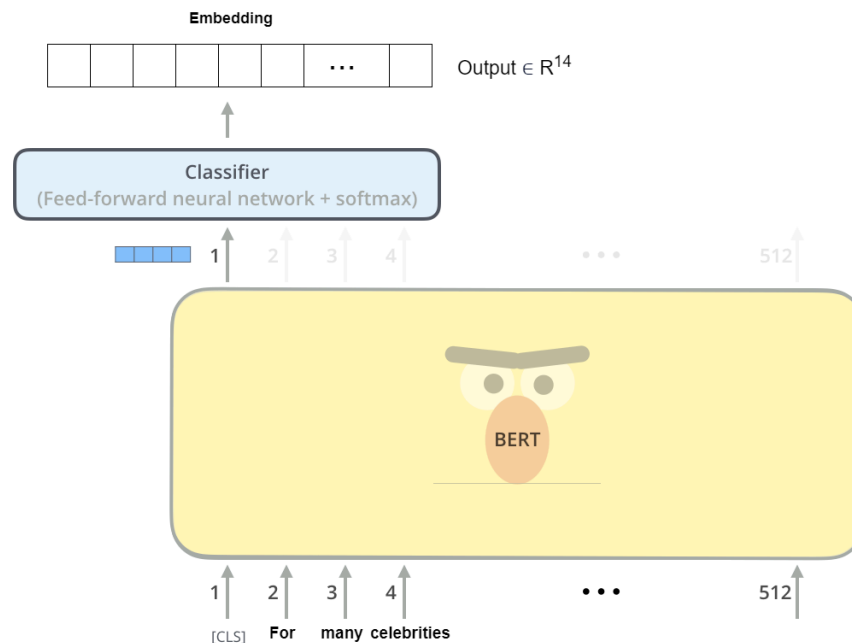 Embedding
... Output ∈ R¹⁴
Classifier
(Feed-forward neural network + softmax)
1 2 3 4 ... 512
BERT
1 2 3 4 ... 512
[CLS] For many celebrities